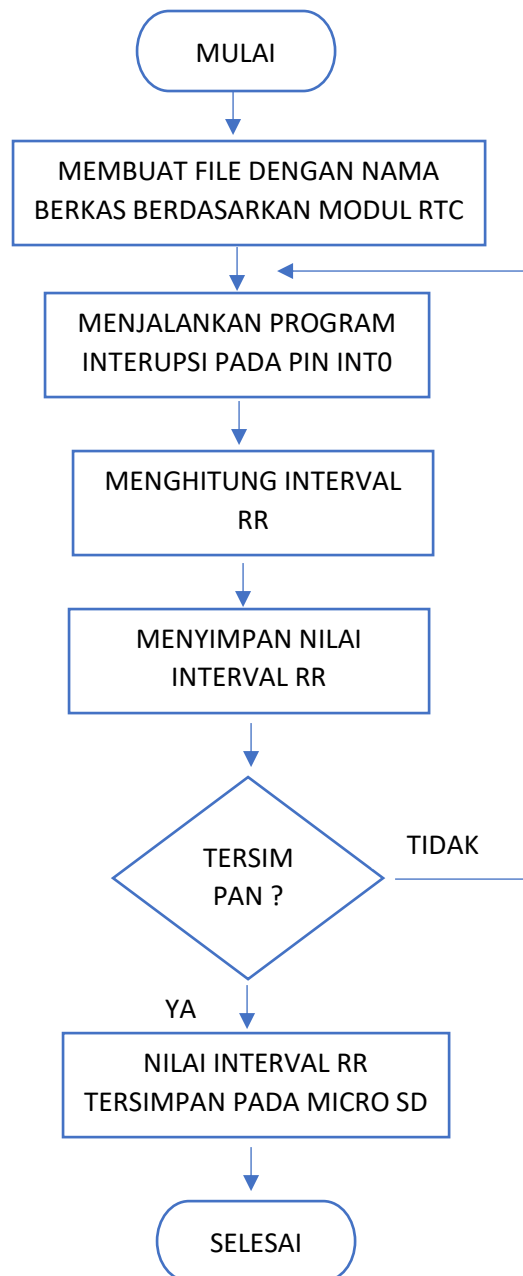 MULAI
MEMBUAT FILE DENGAN NAMA
BERKAS BERDASARKAN MODUL RTC
MENJALANKAN PROGRAM
INTERUPSI PADA PIN INT0
MENGHITUNG INTERVAL
RR
MENYIMPAN NILAI
INTERVAL RR
TERSIM
PAN ?
TIDAK
YA
NILAI INTERVAL RR
TERSIMPAN PADA MICRO SD
SELESAI